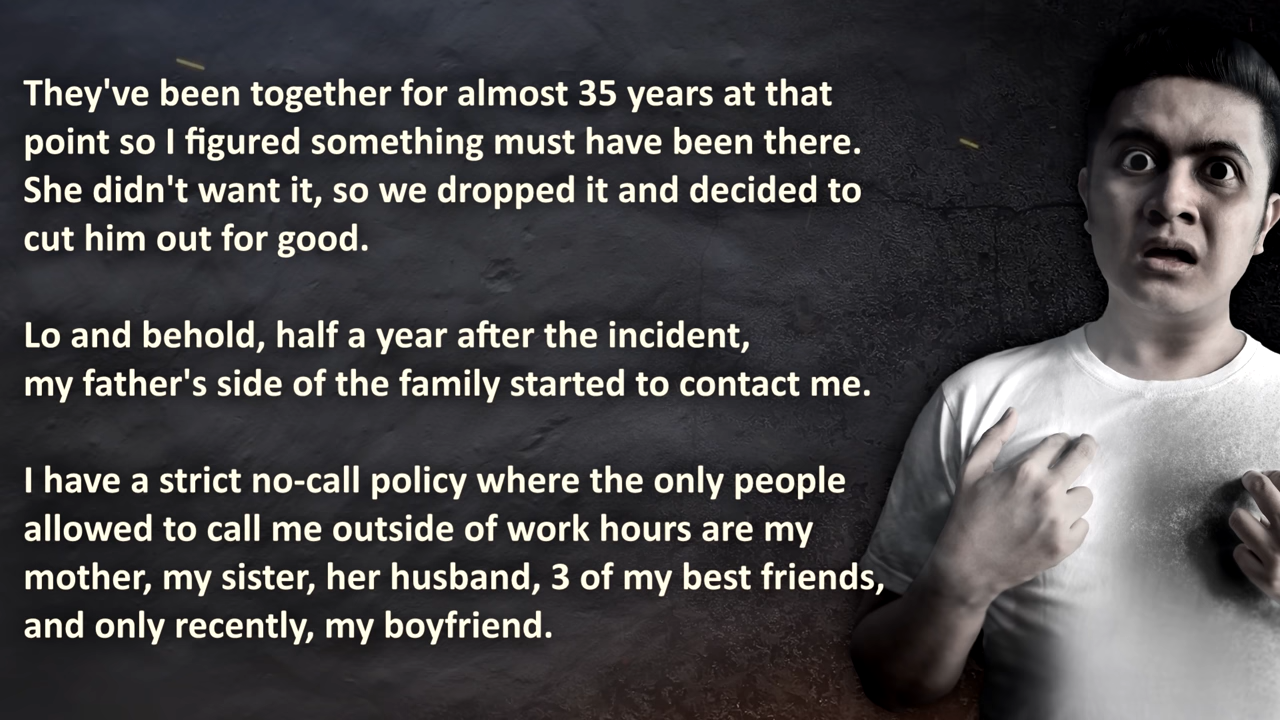 They've been together for almost 35 years at that
point so I figured something must have been there.
She didn't want it, so we dropped it and decided to
cut him out for good.
Lo and behold, half a year after the incident,
my father's side of the family started to contact me.
I have a strict no-call policy where the only people
allowed to call me outside of work hours are my
mother, my sister, her husband, 3 of my best friends,
and only recently, my boyfriend.